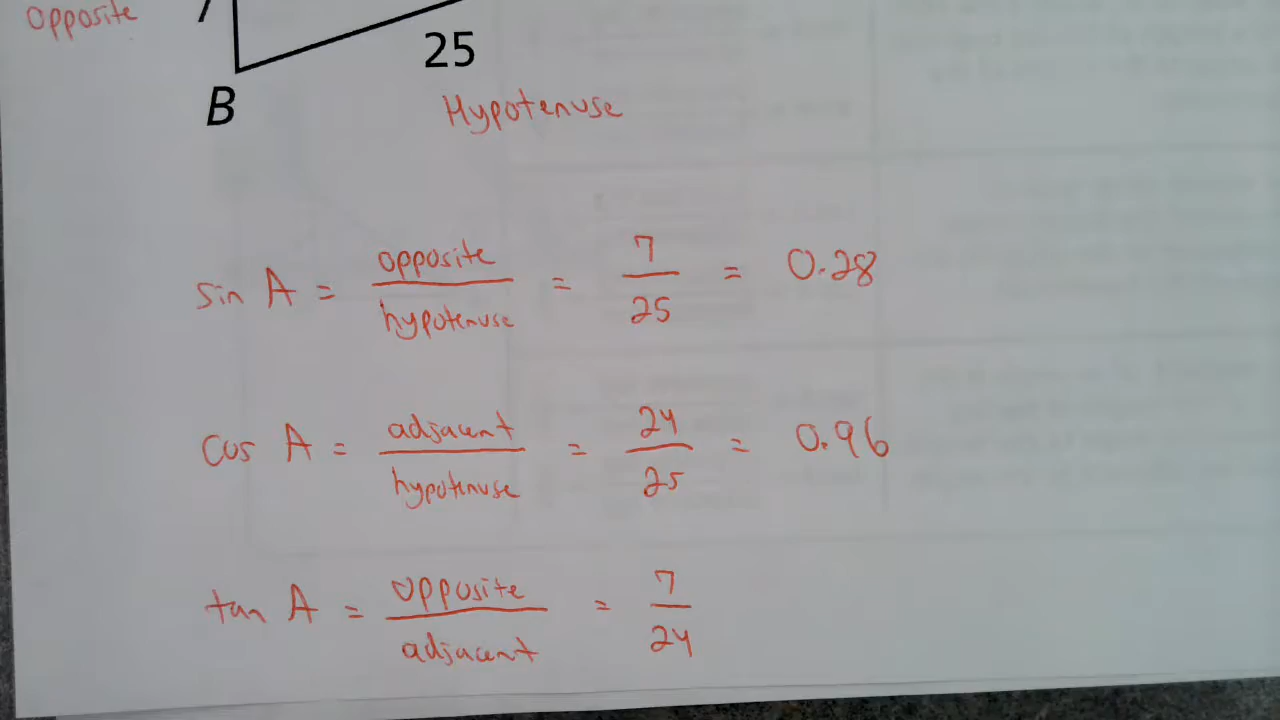 Opposite
7
25
B
Hypotenuse
sin A = opposite / hypotenuse = 7 / 25 = 0.28
cos A = adjacent / hypotenuse = 24 / 25 = 0.96
tan A = opposite / adjacent = 7 / 24